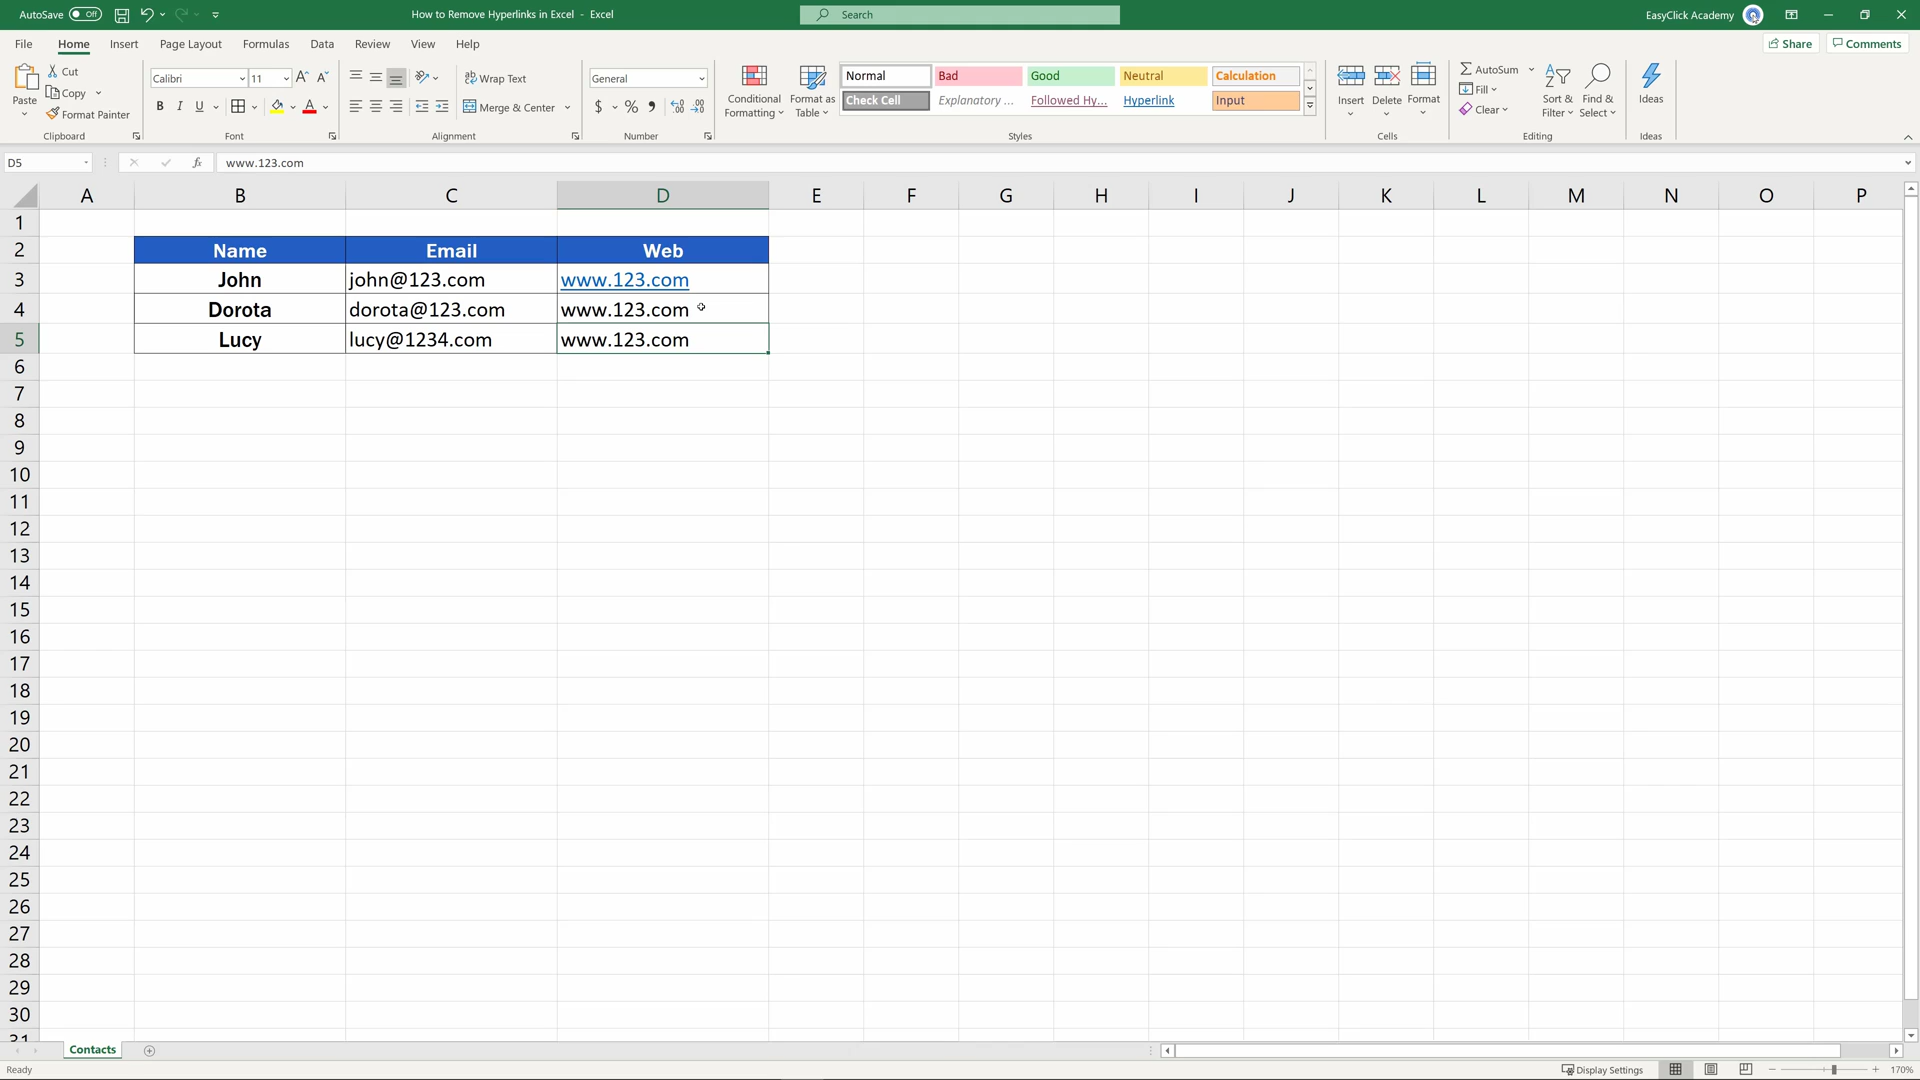 AutoSave Off How to Remove Hyperlinks in Excel - Excel Search EasyClick Academy
File Home Insert Page Layout Formulas Data Review View Help Share Comments
Paste Cut Copy Format Painter
Clipboard
Calibri 11 A A
B I U A
Font
Wrap Text
Merge & Center
Alignment
General
$ % 9
Number
Conditional Formatting
Format as Table
Normal Bad Good Neutral Calculation
Check Cell Explanatory ... Followed Hy... Hyperlink Input
Styles
Insert Delete Format
Cells
AutoSum
Fill
Clear
Sort & Filter
Find & Select
Editing
Ideas
Ideas
D5 fx www.123.com
A B C D E F G H I J K L M N O P
1
2 Name Email Web
3 John john@123.com www.123.com
4 Dorota dorota@123.com www.123.com
5 Lucy lucy@1234.com www.123.com
6
7
8
9
10
11
12
13
14
15
16
17
18
19
20
21
22
23
24
25
26
27
28
29
30
31
Contacts
Ready Display Settings 170%